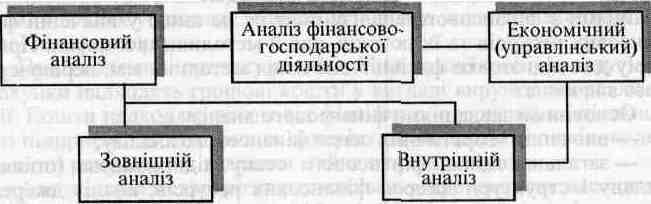 Фінансовий
аналіз
Аналіз фінансово-
господарської
діяльності
Економічний
(управлінський)
аналіз
Зовнішній
аналіз
Внутрішній
аналіз